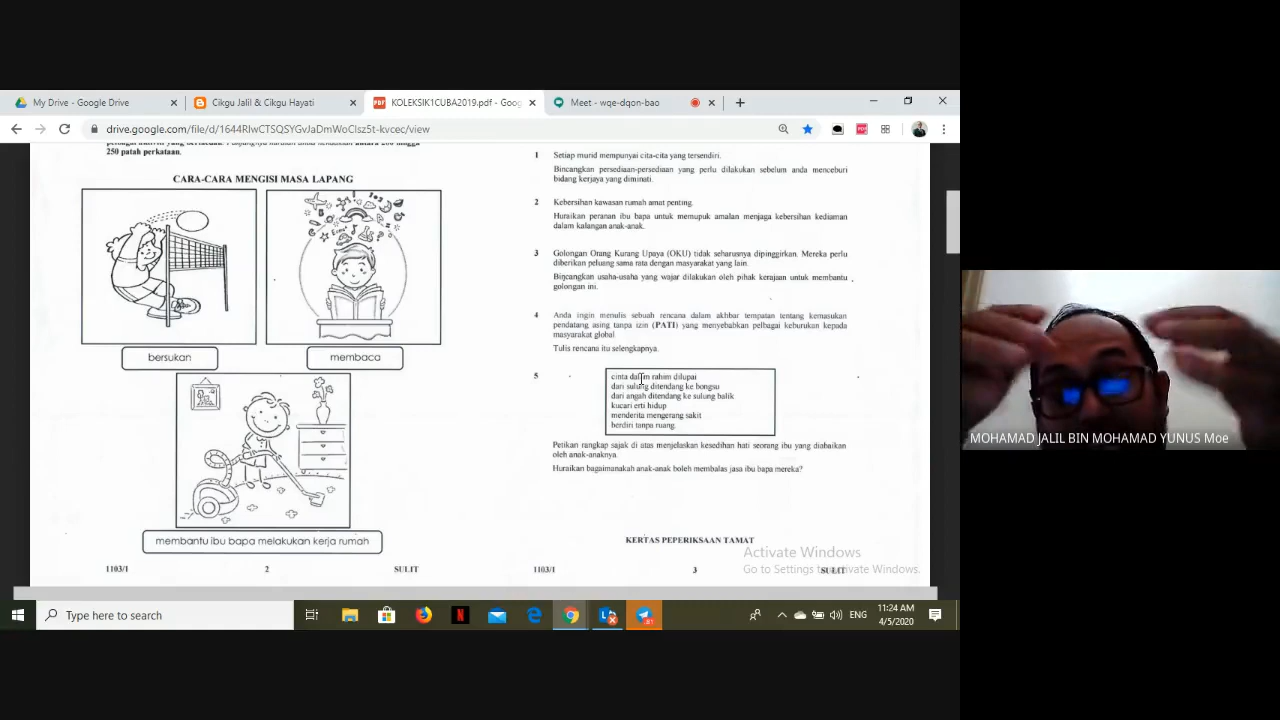 My Drive - Google Drive
Cikgu Jalil & Cikgu Hayati
KOLEKSIK1CUBA2019.pdf - Goog
Meet - wqe-dqon-bao
drive.google.com/file/d/1644RIwCTSQSYGvJaDmWoClsz5t-kvcec/view
250 patah perkataan.
CARA-CARA MENGISI MASA LAPANG
bersukan
membaca
membantu ibu bapa melakukan kerja rumah
1103/1 2 SULIT
1 Setiap murid mempunyai cita-cita yang tersendiri.
Bincangkan persediaan-persediaan yang perlu dilakukan sebelum anda menceburi
bidang kerjaya yang diminati.
2 Kebersihan kawasan rumah amat penting.
Huraikan peranan ibu bapa untuk memupuk amalan menjaga kebersihan kediaman
dalam kalangan anak-anak.
3 Golongan Orang Kurang Upaya (OKU) tidak seharusnya dipinggirkan. Mereka perlu
diberikan peluang sama rata dengan masyarakat yang lain.
Bincangkan usaha-usaha yang wajar dilakukan oleh pihak kerajaan untuk membantu
golongan ini.
4 Anda ingin menulis sebuah rencana dalam akhbar tempatan tentang kemasukan
pendatang asing tanpa izin (PATI) yang menyebabkan pelbagai keburukan kepada
masyarakat global.
Tulis rencana itu selengkapnya.
5 cinta dalam rahim dilupai
dari sulung ditendang ke bongsu
dari angah ditendang ke sulung balik
kucari erti hidup
menderita mengerang sakit
berdiri tanpa ruang.
Petikan rangkap sajak di atas menjelaskan kesedihan hati seorang ibu yang diabaikan
oleh anak-anaknya.
Huraikan bagaimanakah anak-anak boleh membalas jasa ibu bapa mereka?
KERTAS PEPERIKSAAN TAMAT
1103/1 3 SULIT
Activate Windows
Go to Settings to activate Windows.
MOHAMAD JALIL BIN MOHAMAD YUNUS Moe
Type here to search
ENG
11:24 AM
4/5/2020